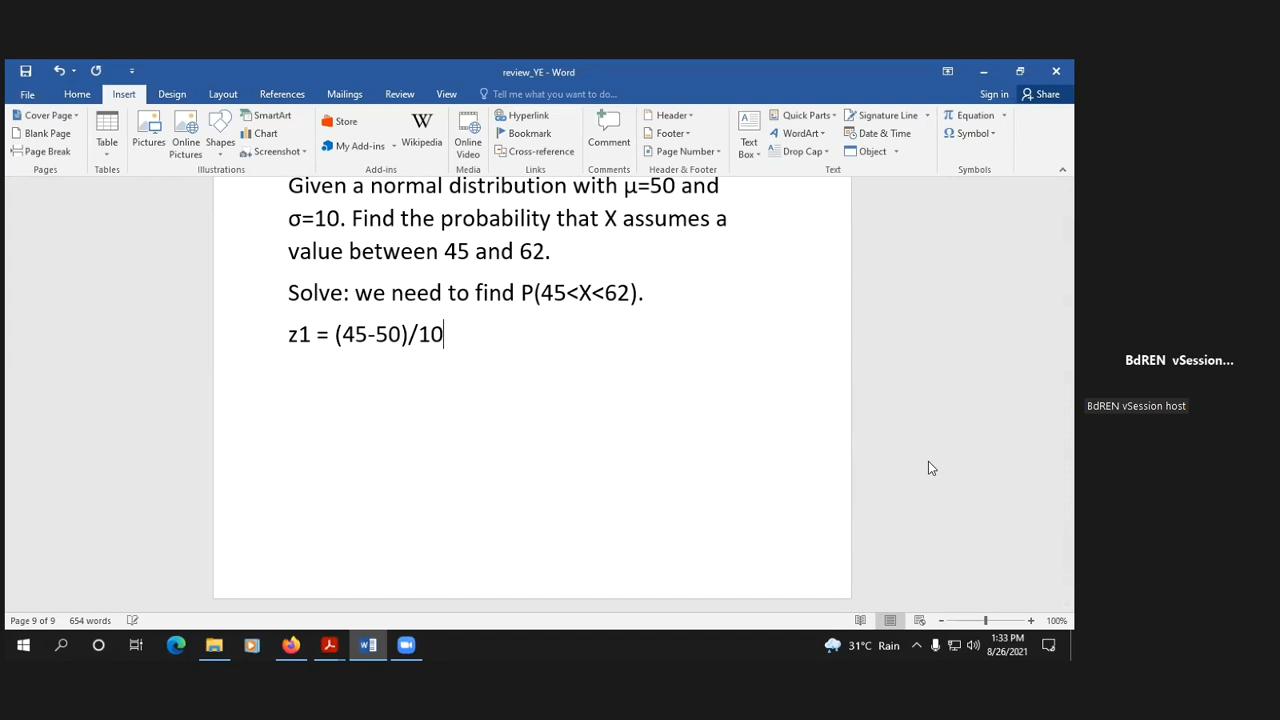 review_YE - Word
File Home Insert Design Layout References Mailings Review View Tell me what you want to do... Sign in Share
Cover Page
Blank Page
Page Break
Pages
Table
Tables
Pictures
Online Pictures
Shapes
SmartArt
Chart
Screenshot
Illustrations
Store
My Add-ins
Add-ins
W
Wikipedia
Online Video
Media
Hyperlink
Bookmark
Cross-reference
Links
Comment
Comments
Header
Footer
Page Number
Header & Footer
A
Text Box
Quick Parts
WordArt
Drop Cap
Signature Line
Date & Time
Object
Text
π Equation
Ω Symbol
Symbols
Given a normal distribution with μ=50 and
σ=10. Find the probability that X assumes a
value between 45 and 62.
Solve: we need to find P(45<X<62).
z1 = (45-50)/10
BdREN vSession...
BdREN vSession host
Page 9 of 9 654 words 100%
31°C Rain
1:33 PM
8/26/2021